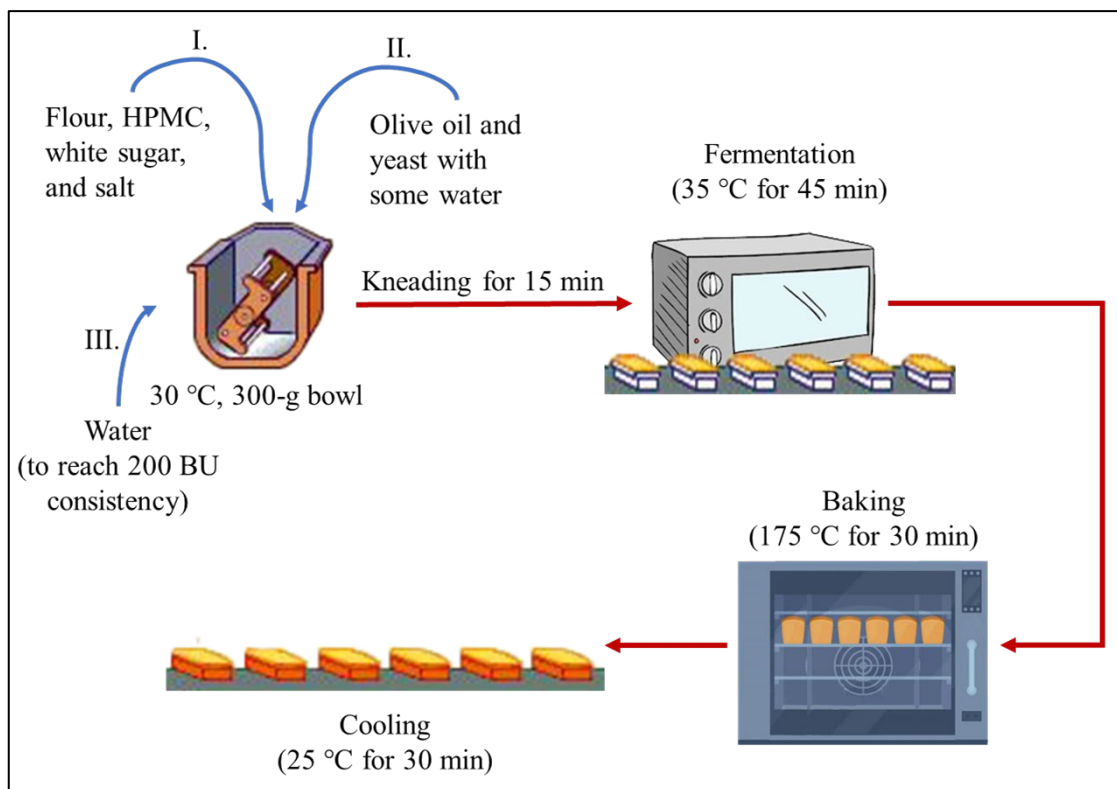 I.
II.
Flour, HPMC,
white sugar,
and salt
Olive oil and
yeast with
some water
Fermentation
(35 °C for 45 min)
Kneading for 15 min
III.
30 °C, 300-g bowl
Water
(to reach 200 BU
consistency)
Baking
(175 °C for 30 min)
Cooling
(25 °C for 30 min)